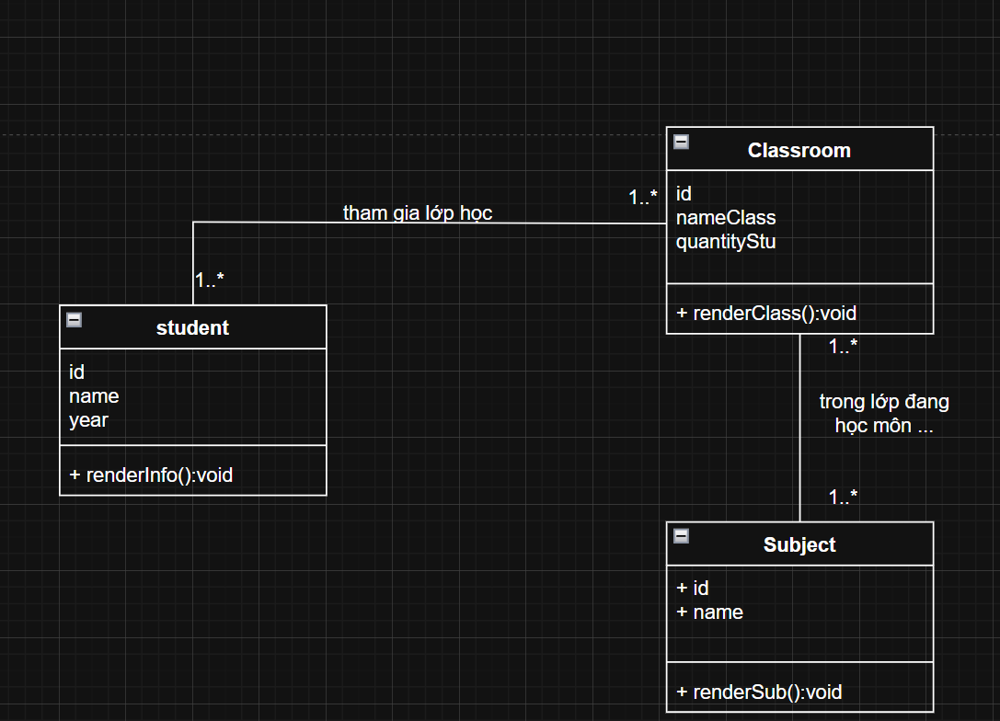 Classroom
id
nameClass
quantityStu
+ renderClass():void
1..*
tham gia lớp học
1..*
student
id
name
year
+ renderInfo():void
1..*
trong lớp đang
học môn ...
1..*
Subject
+ id
+ name
+ renderSub():void